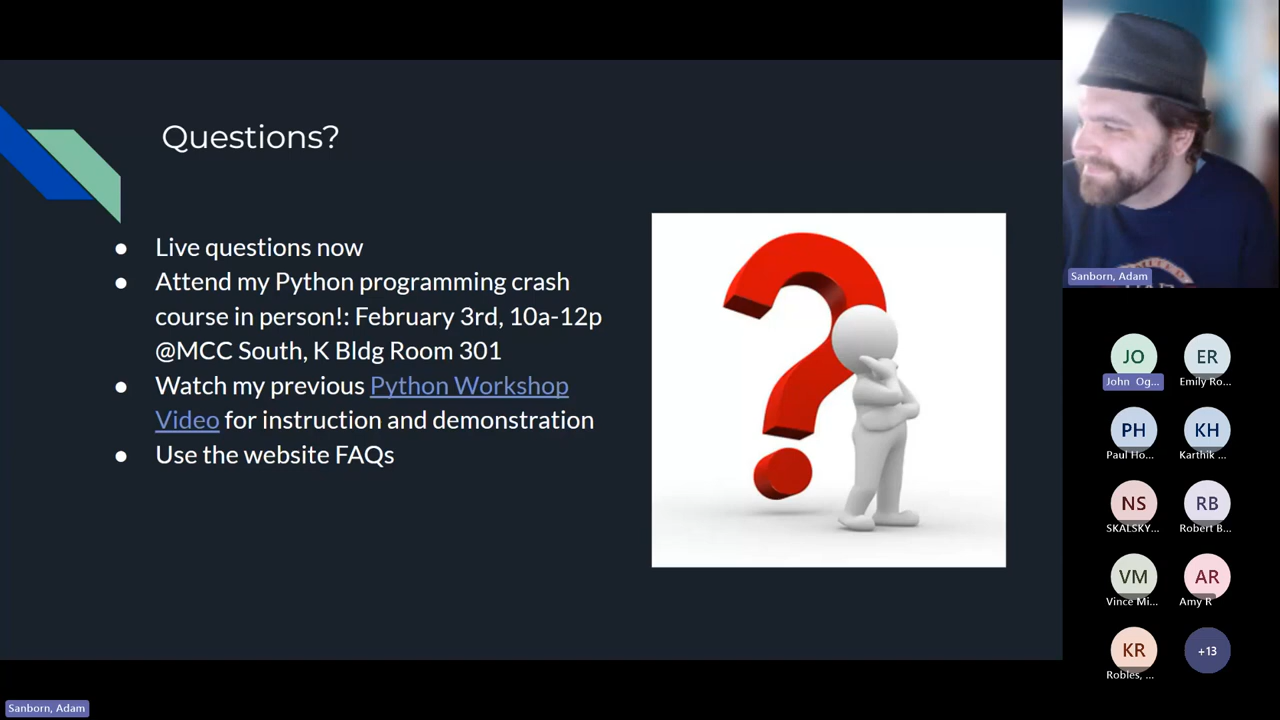 Questions?
● Live questions now
● Attend my Python programming crash
course in person!: February 3rd, 10a-12p
@MCC South, K Bldg Room 301
● Watch my previous Python Workshop
Video for instruction and demonstration
● Use the website FAQs
Sanborn, Adam
JO
John Og...
ER
Emily Ro...
PH
Paul Ho...
KH
Karthik ...
NS
SKALSKY...
RB
Robert B...
VM
Vince Mi...
AR
Amy R
KR
Robles, ...
+13
Sanborn, Adam